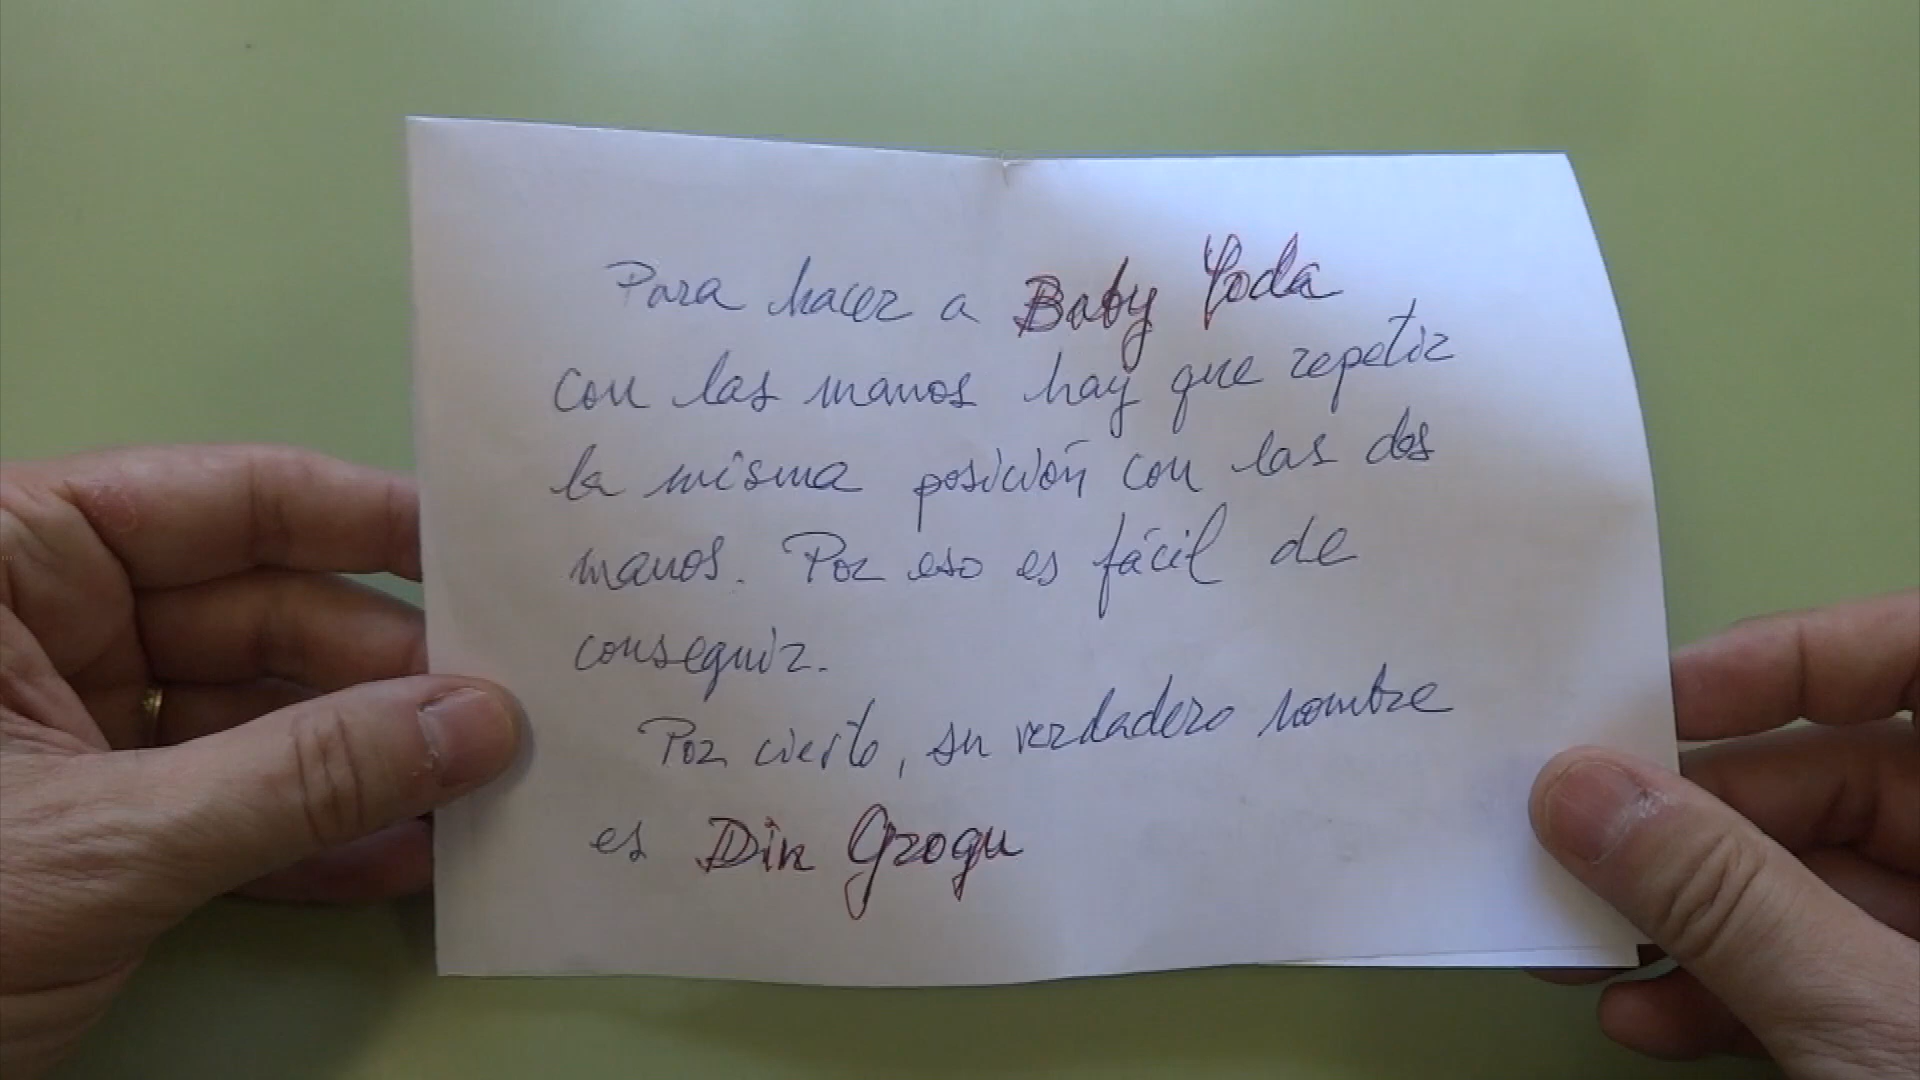 Para hacer a Baby Yoda
con las manos hay que repetir
la misma posición con las dos
manos. Por eso es fácil de
conseguir.
Por cierto, su verdadero nombre
es Din Grogu